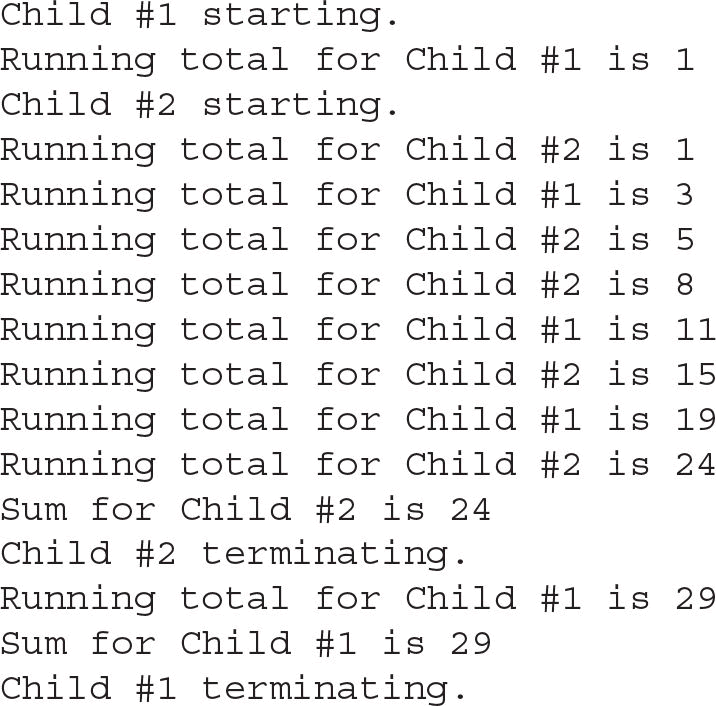 Child #1 starting.
Running total for Child #1 is 1
Child #2 starting.
Running total for Child #2 is 1
Running total for Child #1 is 3
Running total for Child #2 is 5
Running total for Child #2 is 8
Running total for Child #1 is 11
Running total for Child #2 is 15
Running total for Child #1 is 19
Running total for Child #2 is 24
Sum for Child #2 is 24
Child #2 terminating.
Running total for Child #1 is 29
Sum for Child #1 is 29
Child #1 terminating.